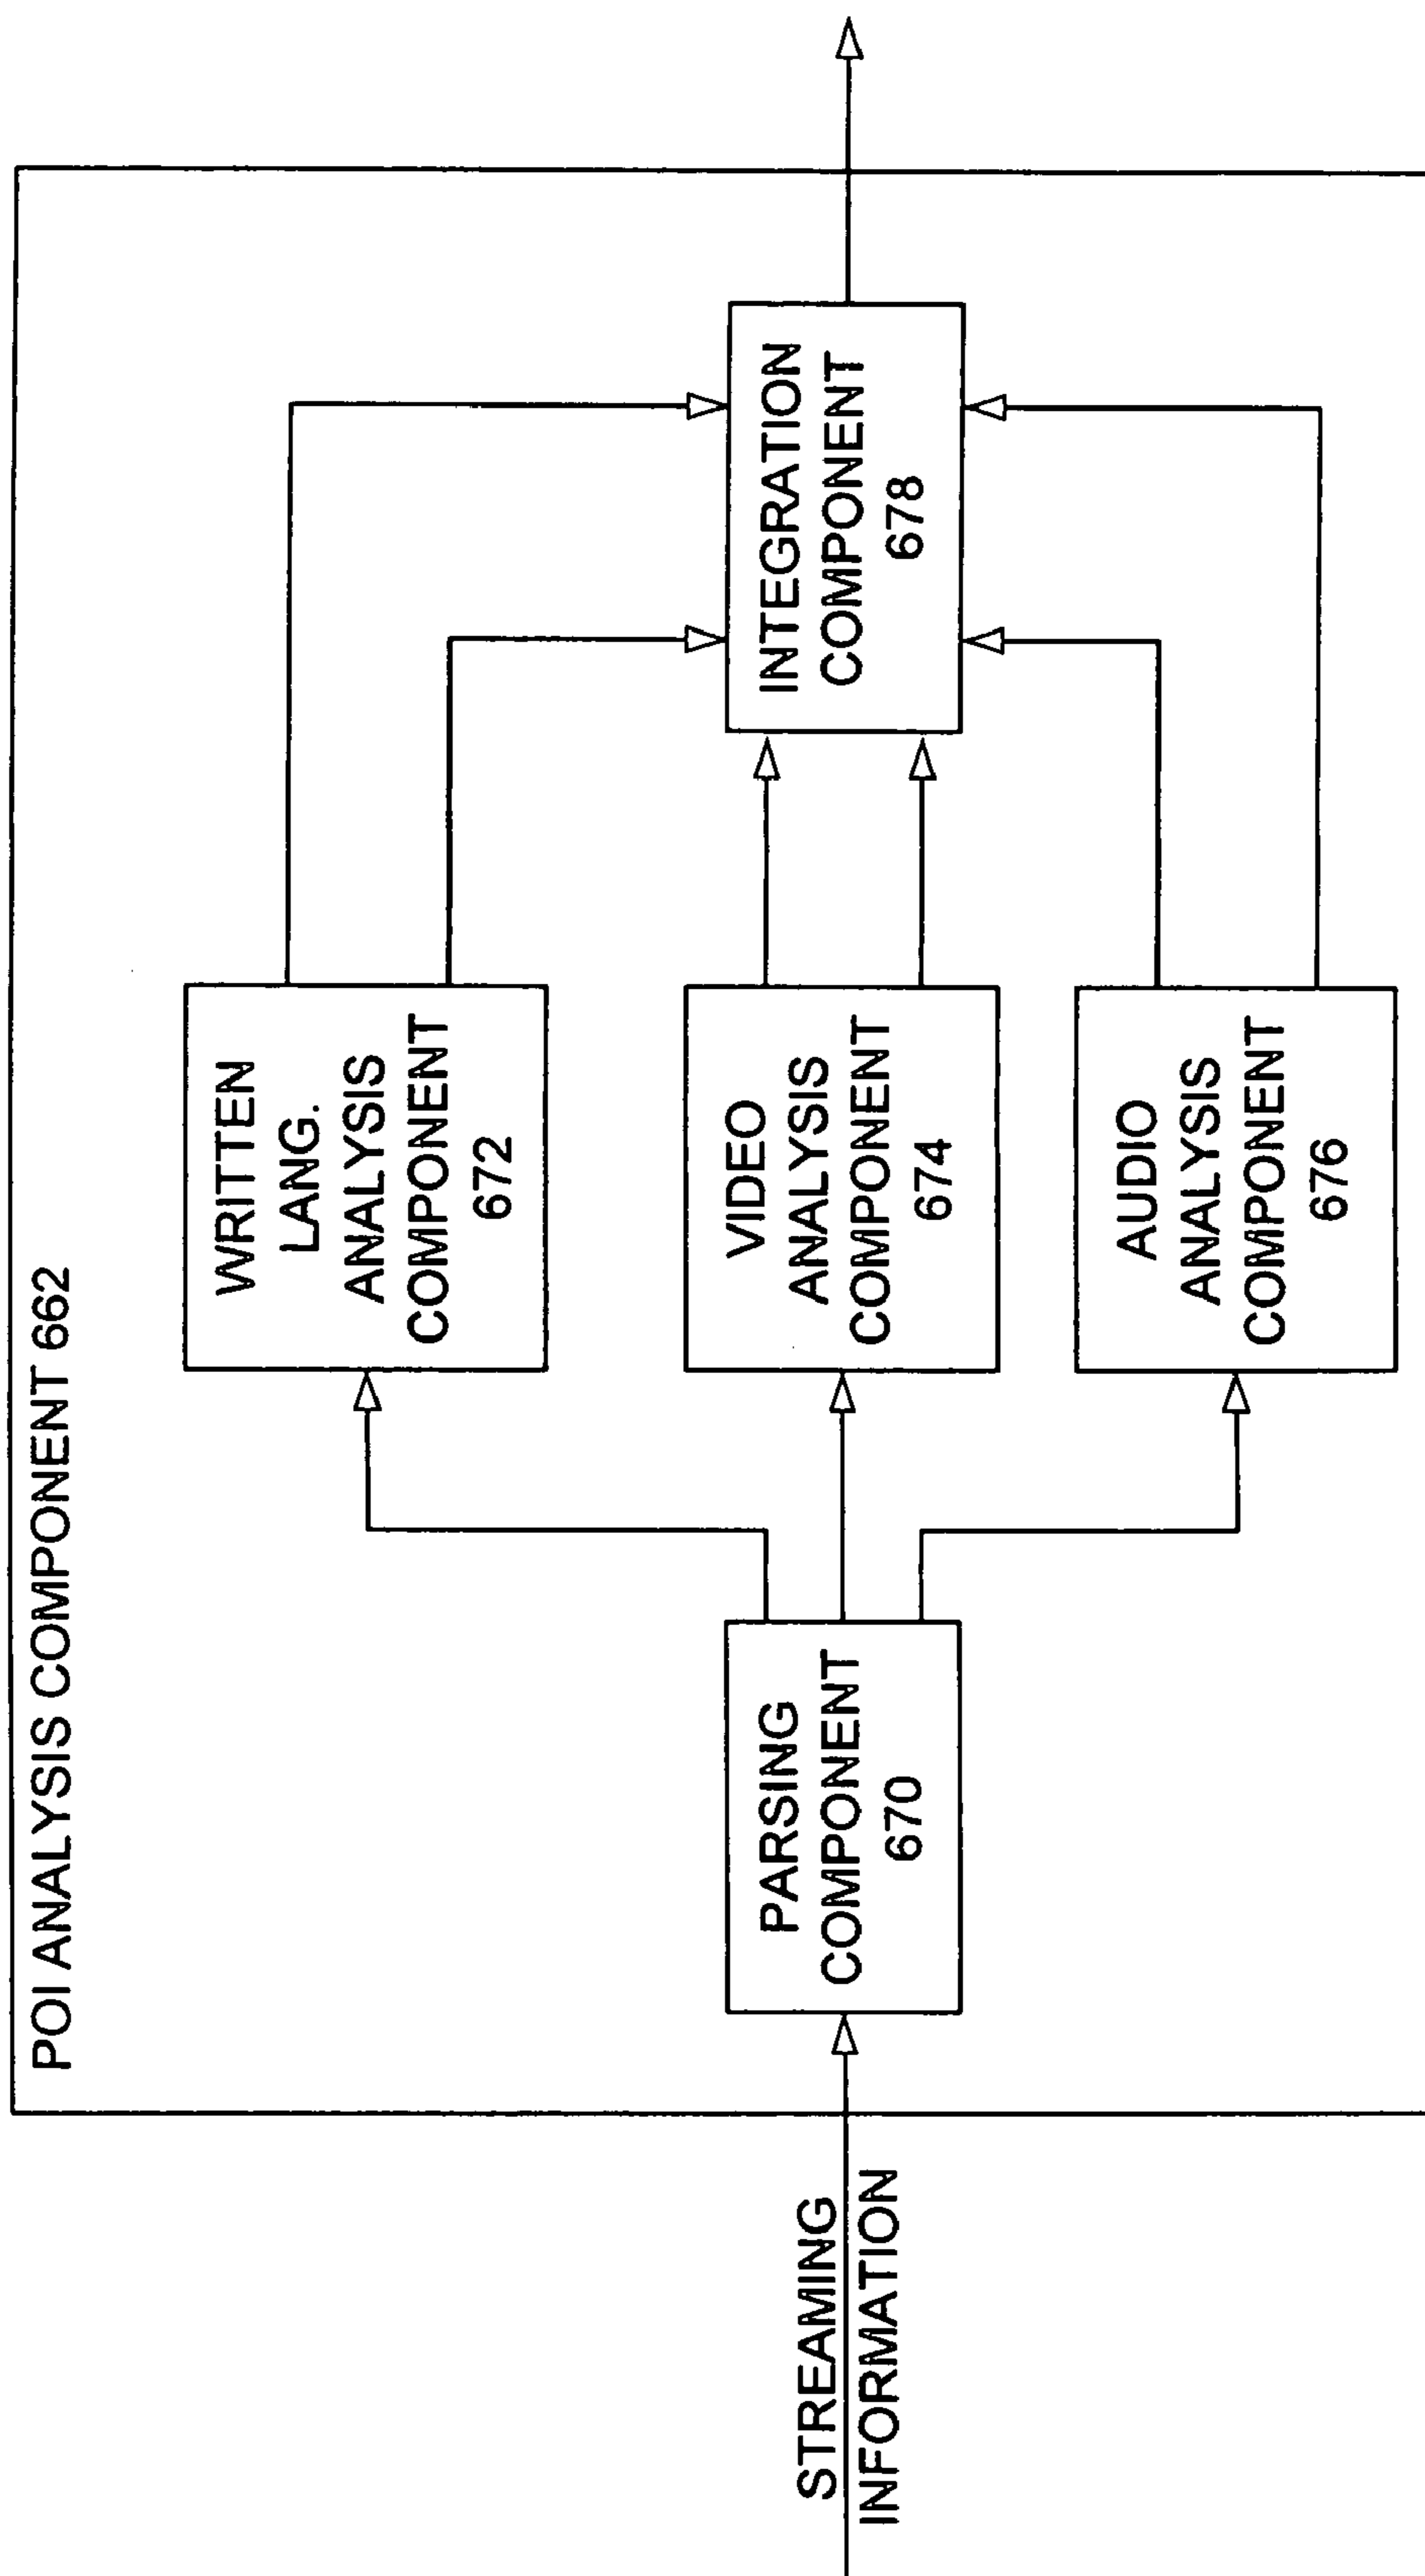 POI ANALYSIS COMPONENT 662
STREAMING
INFORMATION
PARSING
COMPONENT
670
WRITTEN
LANG.
ANALYSIS
COMPONENT
672
VIDEO
ANALYSIS
COMPONENT
674
AUDIO
ANALYSIS
COMPONENT
676
INTEGRATION
COMPONENT
678